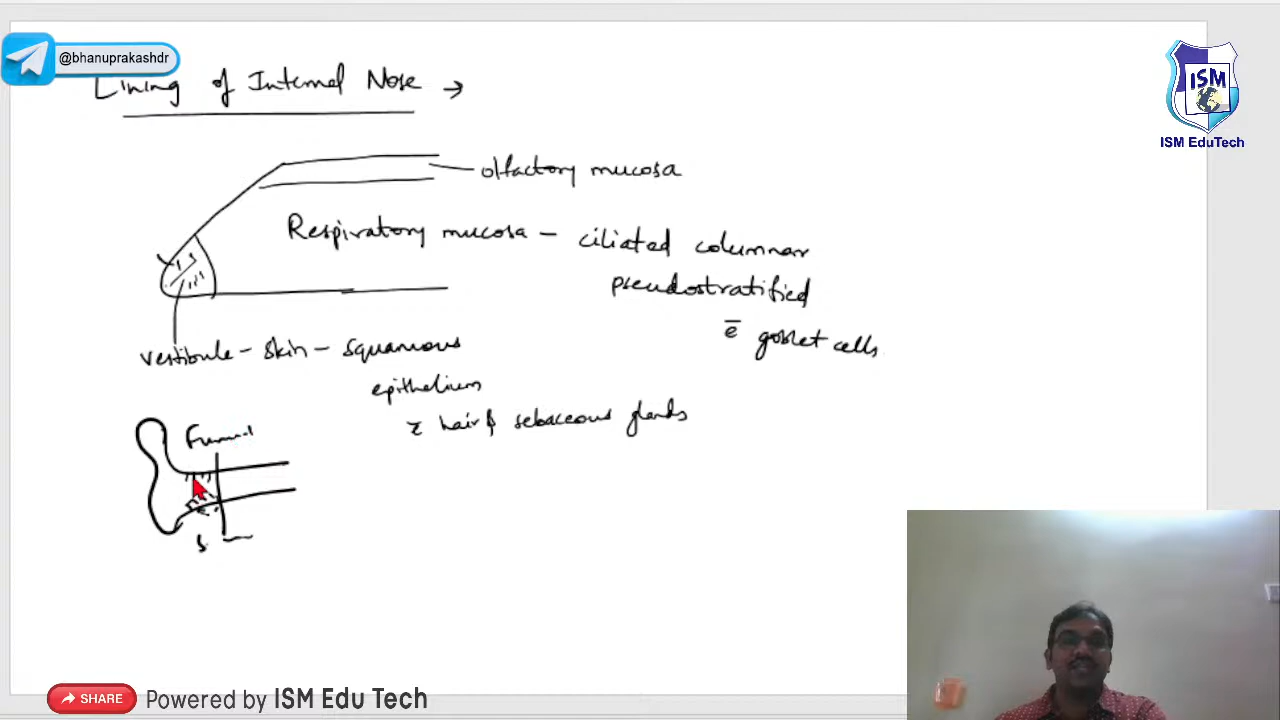 @bhanuprakashdr
Lining of Internal Nose →
ISM
ISM EduTech
olfactory mucosa
Respiratory mucosa – ciliated columnar
pseudostratified
ē goblet cells
vestibule – skin – squamous
epithelium
c̄ hair & sebaceous glands
SHARE Powered by ISM Edu Tech